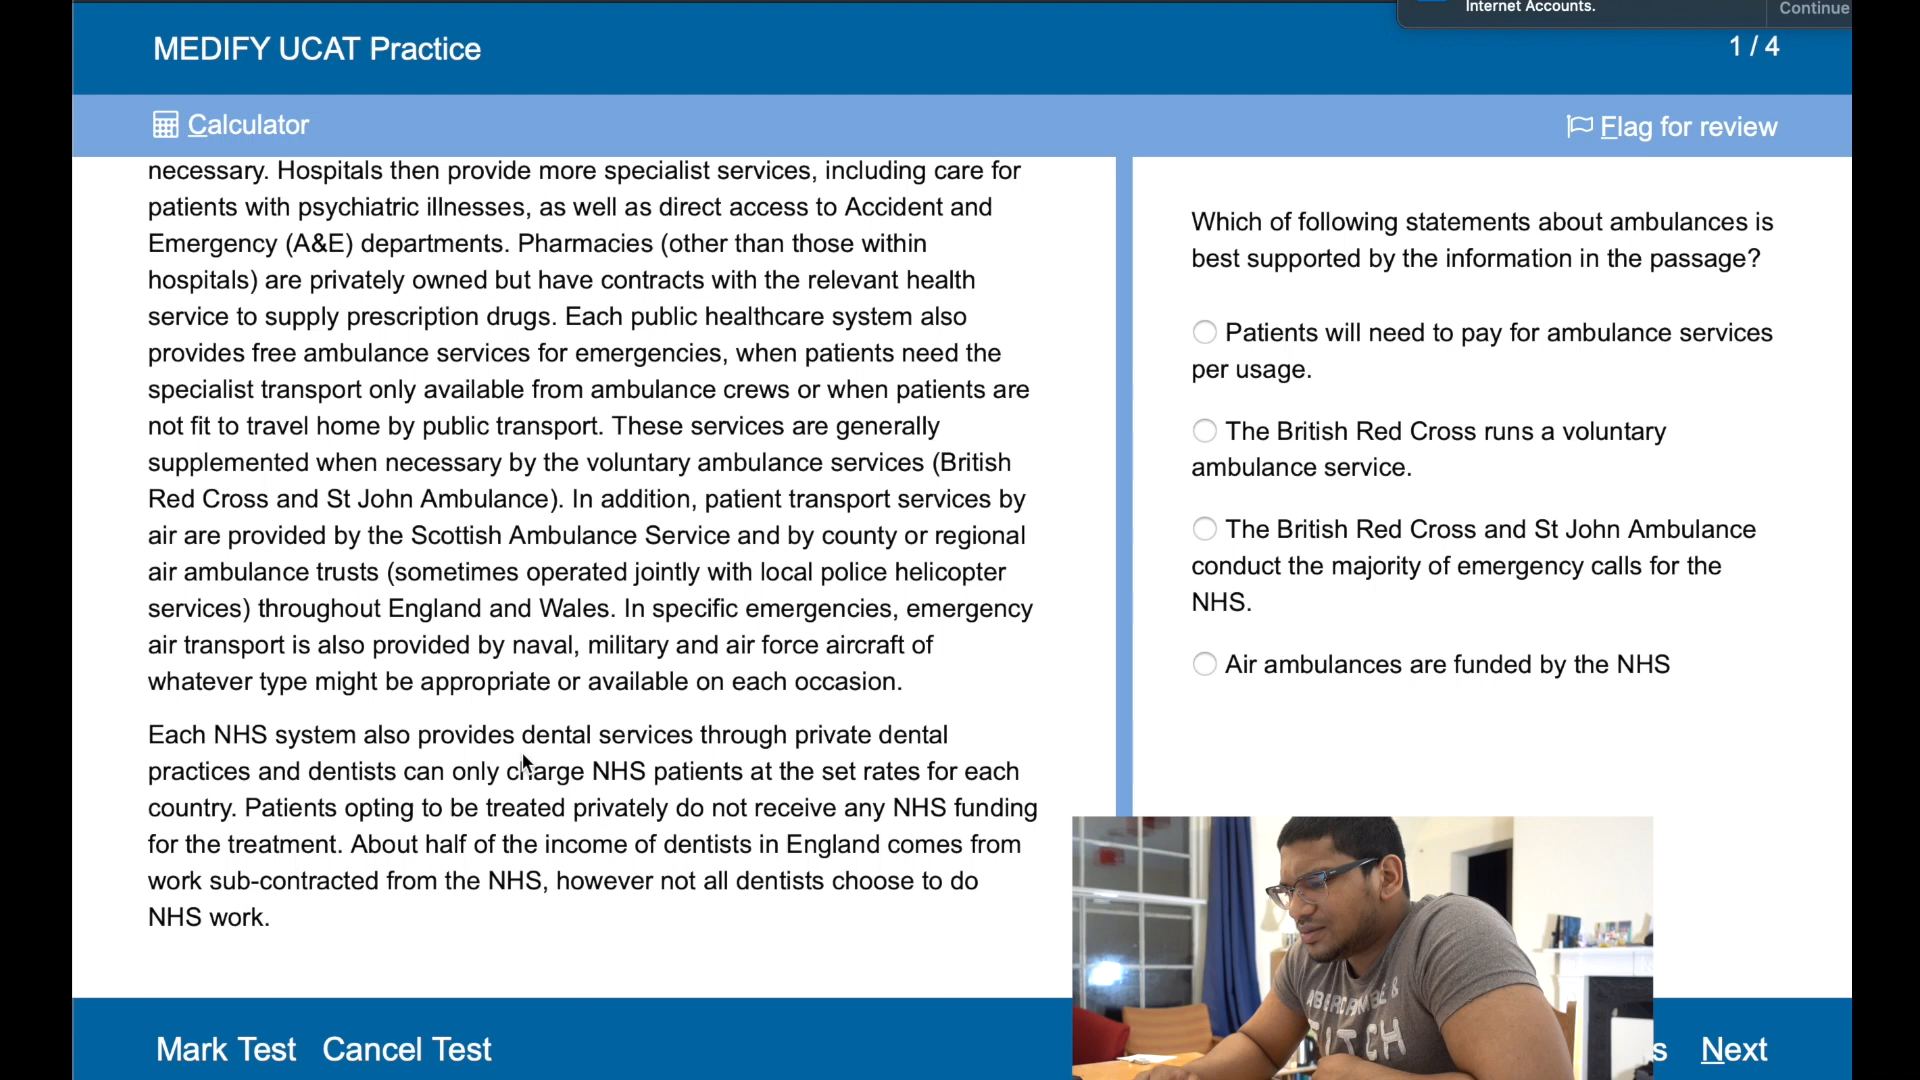 Internet Accounts.
Continue
MEDIFY UCAT Practice
1 / 4
Calculator
Flag for review
necessary. Hospitals then provide more specialist services, including care for
patients with psychiatric illnesses, as well as direct access to Accident and
Emergency (A&E) departments. Pharmacies (other than those within
hospitals) are privately owned but have contracts with the relevant health
service to supply prescription drugs. Each public healthcare system also
provides free ambulance services for emergencies, when patients need the
specialist transport only available from ambulance crews or when patients are
not fit to travel home by public transport. These services are generally
supplemented when necessary by the voluntary ambulance services (British
Red Cross and St John Ambulance). In addition, patient transport services by
air are provided by the Scottish Ambulance Service and by county or regional
air ambulance trusts (sometimes operated jointly with local police helicopter
services) throughout England and Wales. In specific emergencies, emergency
air transport is also provided by naval, military and air force aircraft of
whatever type might be appropriate or available on each occasion.
Each NHS system also provides dental services through private dental
practices and dentists can only charge NHS patients at the set rates for each
country. Patients opting to be treated privately do not receive any NHS funding
for the treatment. About half of the income of dentists in England comes from
work sub-contracted from the NHS, however not all dentists choose to do
NHS work.
Which of following statements about ambulances is
best supported by the information in the passage?
Patients will need to pay for ambulance services
per usage.
The British Red Cross runs a voluntary
ambulance service.
The British Red Cross and St John Ambulance
conduct the majority of emergency calls for the
NHS.
Air ambulances are funded by the NHS
Mark Test
Cancel Test
s
Next